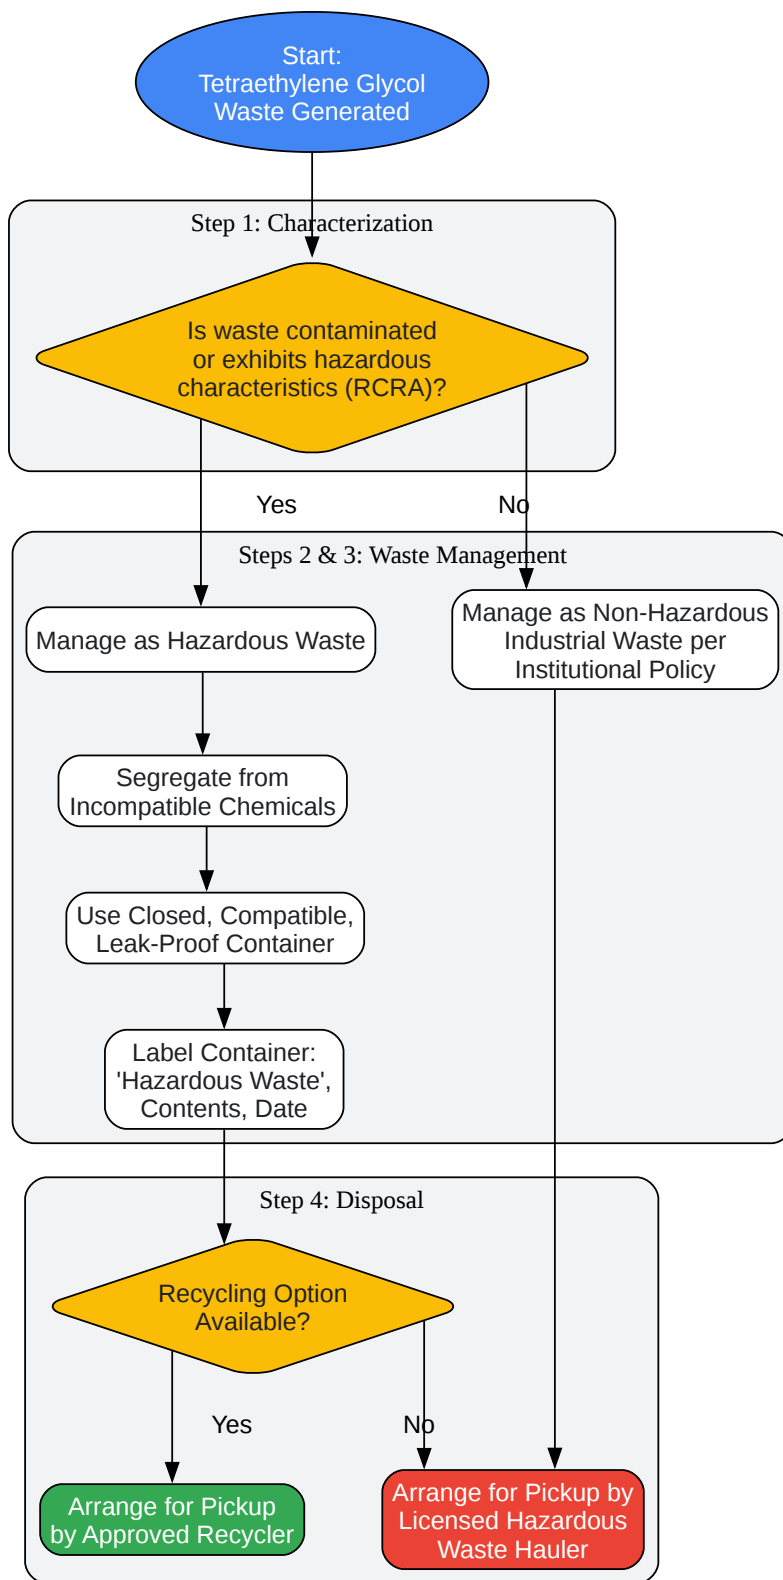 Start:
Tetraethylene Glycol
Waste Generated
Step 1: Characterization
Is waste contaminated
or exhibits hazardous
characteristics (RCRA)?
Yes
No
Steps 2 & 3: Waste Management
Manage as Hazardous Waste
Manage as Non-Hazardous
Industrial Waste per
Institutional Policy
Segregate from
Incompatible Chemicals
Use Closed, Compatible,
Leak-Proof Container
Label Container:
'Hazardous Waste',
Contents, Date
Step 4: Disposal
Recycling Option
Available?
Yes
No
Arrange for Pickup
by Approved Recycler
Arrange for Pickup by
Licensed Hazardous
Waste Hauler